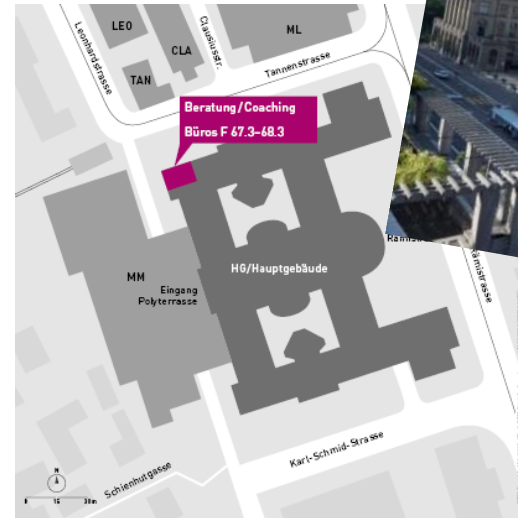 LEO
Leonhardstrasse
CLA
Clausiusstr.
ML
TAN
Tannenstrasse
Beratung/Coaching
Büros F 67.3–68.3
HG/Hauptgebäude
MM
Eingang
Polyterrasse
Karl-Schmid-Strasse
Schienhutgasse
N
0 15 30m